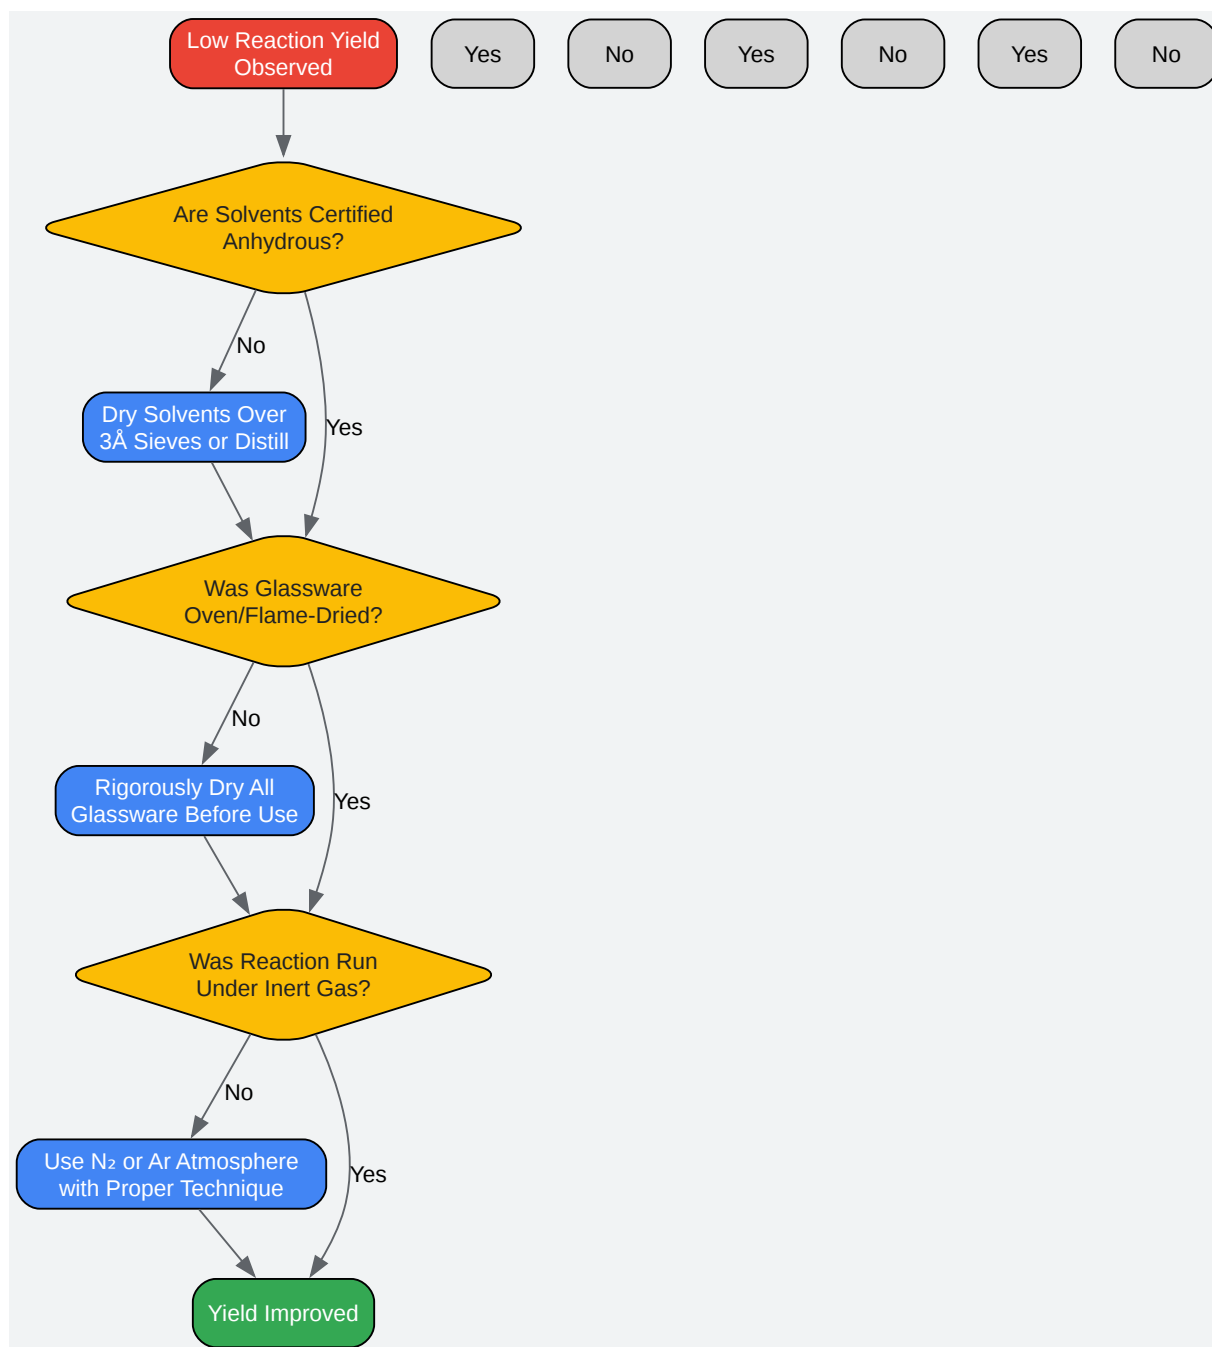 Low Reaction Yield
Observed
Yes
No
Yes
No
Yes
No
Are Solvents Certified
Anhydrous?
No
Dry Solvents Over
3Å Sieves or Distill
Yes
Was Glassware
Oven/Flame-Dried?
No
Rigorously Dry All
Glassware Before Use
Yes
Was Reaction Run
Under Inert Gas?
No
Use N₂ or Ar Atmosphere
with Proper Technique
Yes
Yield Improved